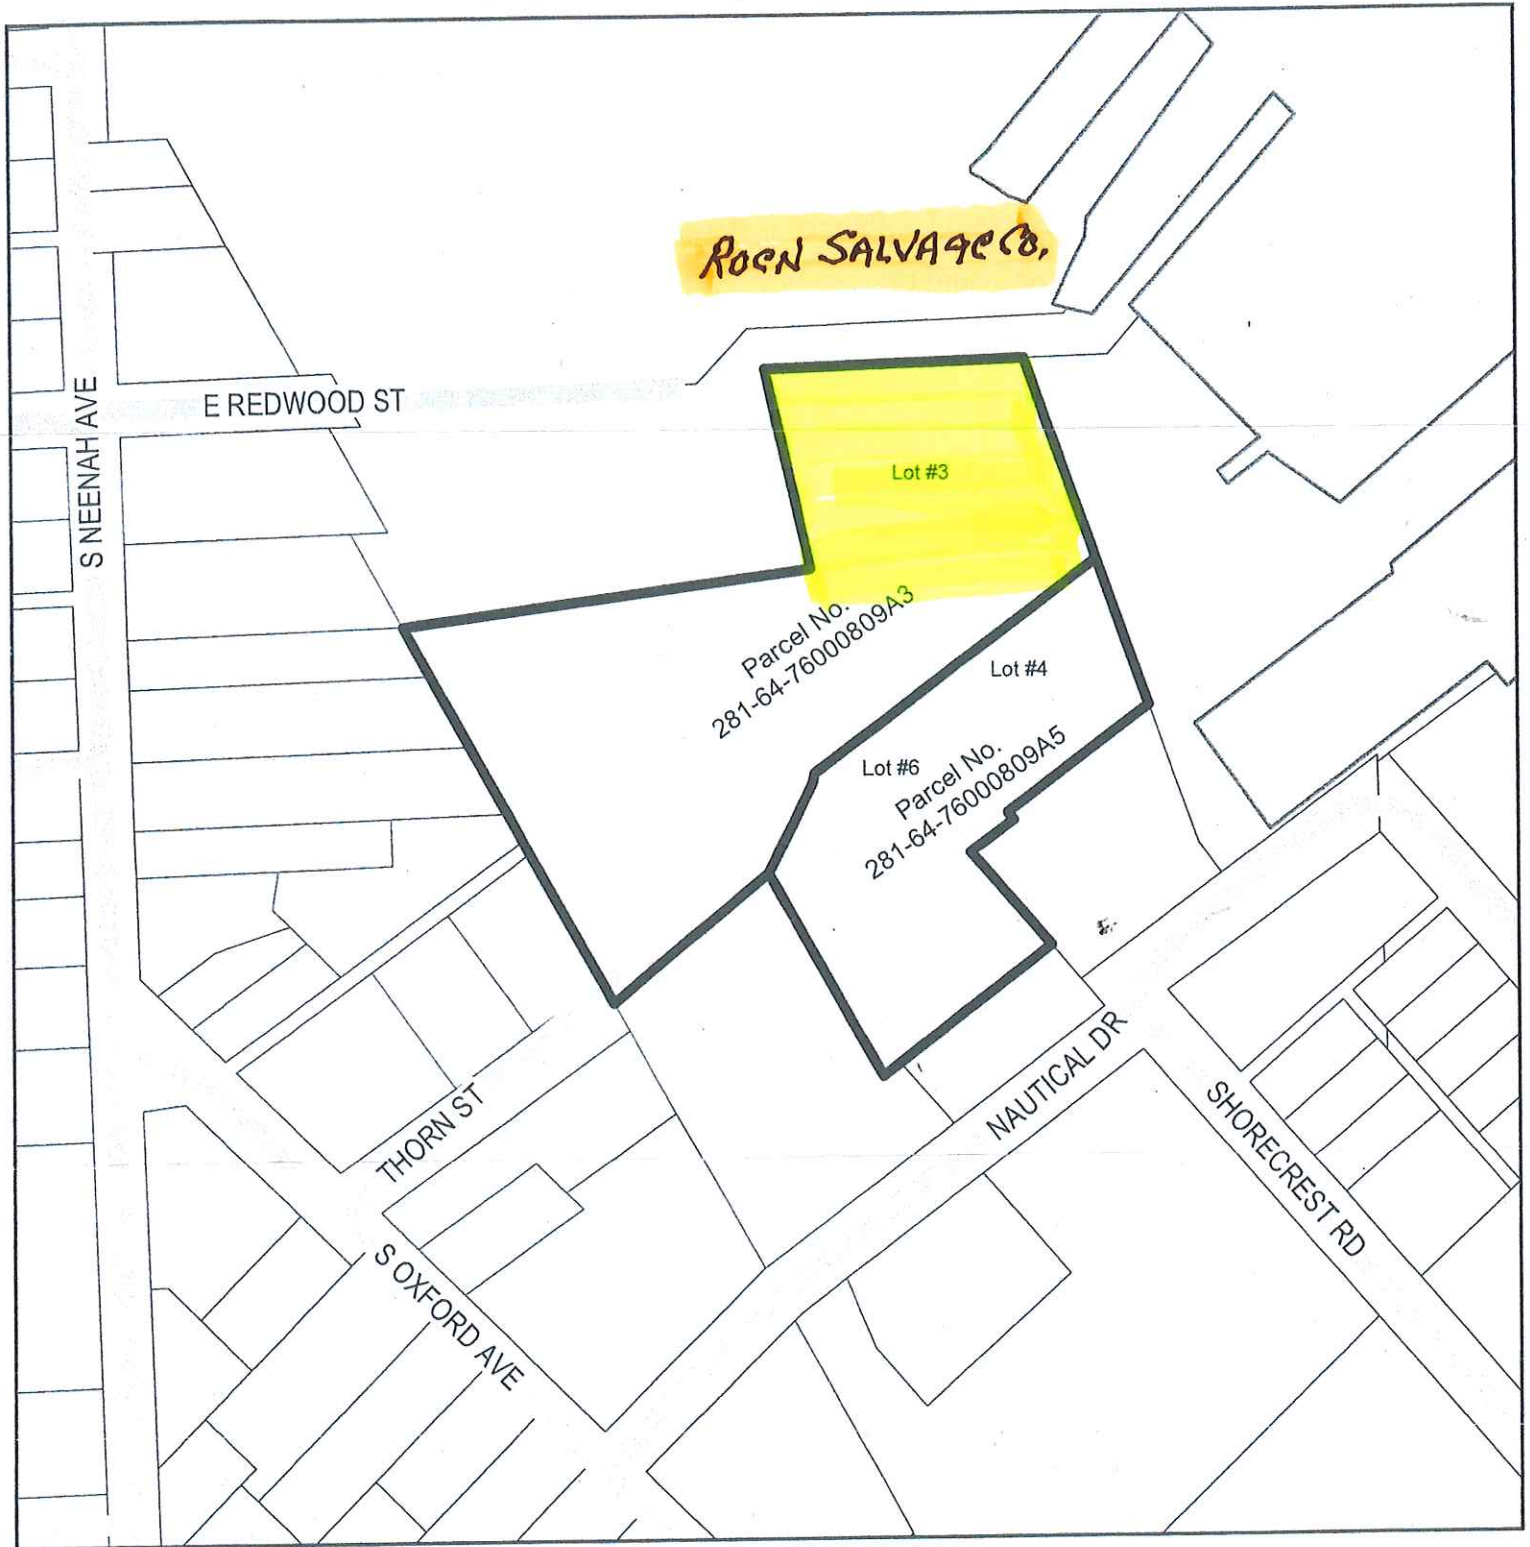 ROEN SALVAGE CO.
E REDWOOD ST
S NEENAH AVE
Lot #3
Parcel No.
281-64-76000809A3
Lot #4
Lot #6
Parcel No.
281-64-76000809A5
NAUTICAL DR
THORN ST
SHORECREST RD
S OXFORD AVE